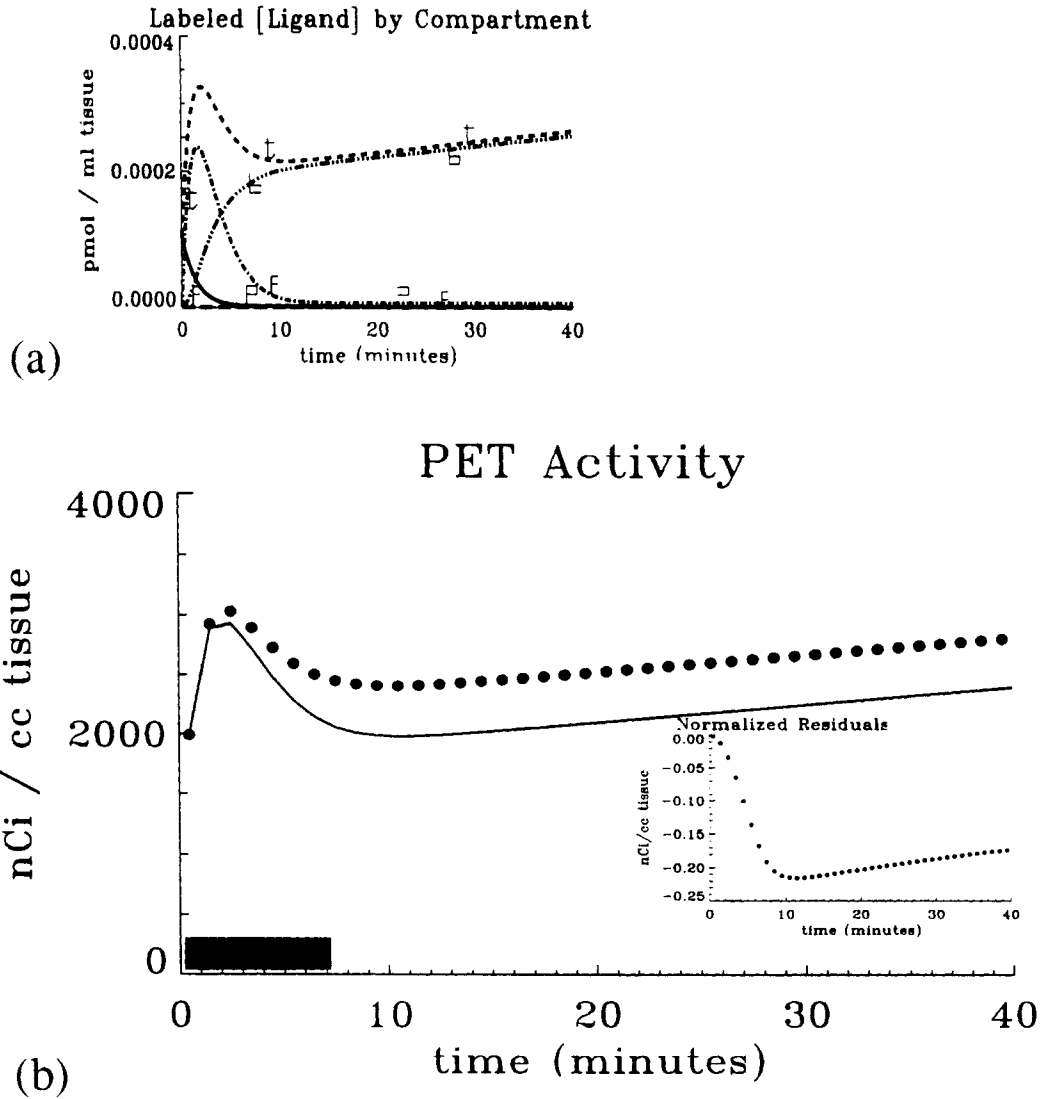 Labeled [Ligand] by Compartment
0.0004
0.0002
0.0000
pmol / ml tissue
t
t
t
b
b
p
f
p
f
0
10
20
30
40
time (minutes)
(a)
PET Activity
4000
2000
0
nCi / cc tissue
Normalized Residuals
0.00
-0.05
-0.10
-0.15
-0.20
-0.25
nCi/cc tissue
0
10
20
30
40
time (minutes)
0
10
20
30
40
time (minutes)
(b)